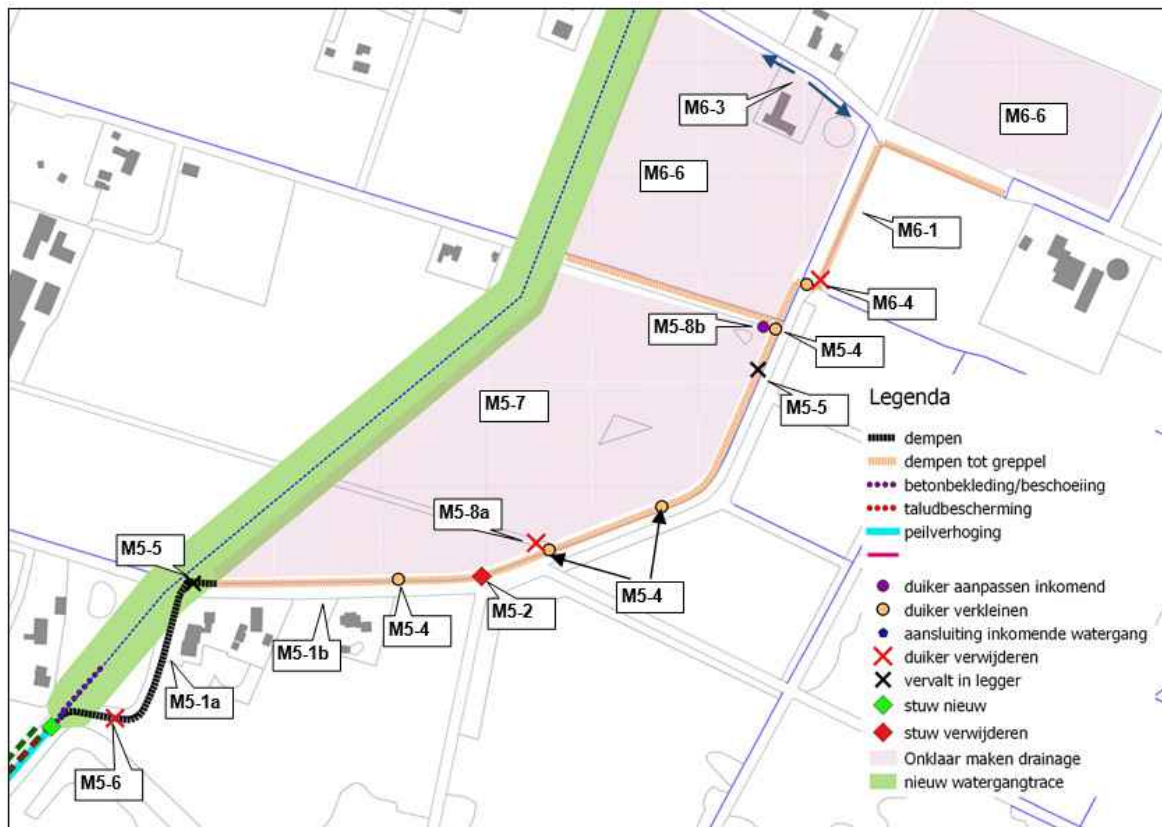 M6-3
M6-6
M6-6
M6-1
M6-4
M5-8b
M5-4
M5-5
M5-7
M5-8a
M5-5
M5-4
M5-2
M5-4
M5-1b
M5-1a
M5-6
Legenda
dempen
dempen tot greppel
betonbekleding/beschoeiing
taludbescherming
peilverhoging
duiker aanpassen inkomend
duiker verkleinen
aansluiting inkomende watergang
duiker verwijderen
vervalt in legger
stuw nieuw
stuw verwijderen
Onklaar maken drainage
nieuw watergangtrace